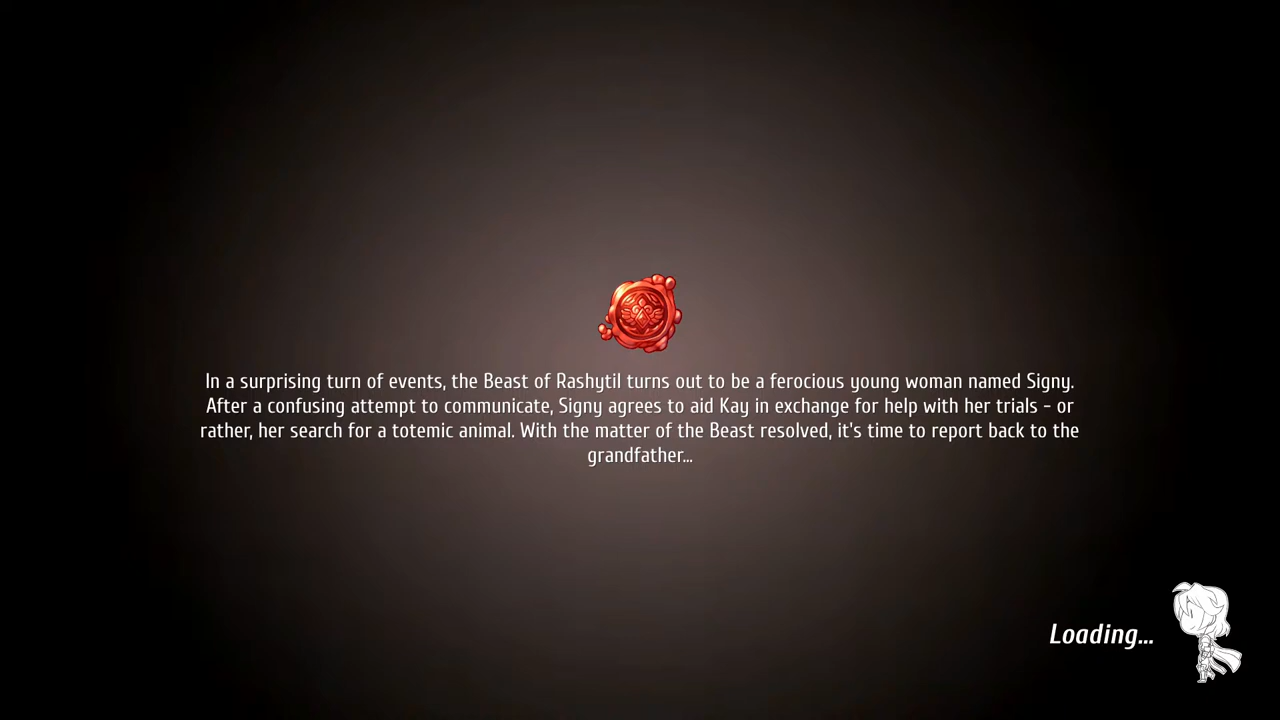 In a surprising turn of events, the Beast of Rashytil turns out to be a ferocious young woman named Signy.
After a confusing attempt to communicate, Signy agrees to aid Kay in exchange for help with her trials - or
rather, her search for a totemic animal. With the matter of the Beast resolved, it's time to report back to the
grandfather...
Loading...